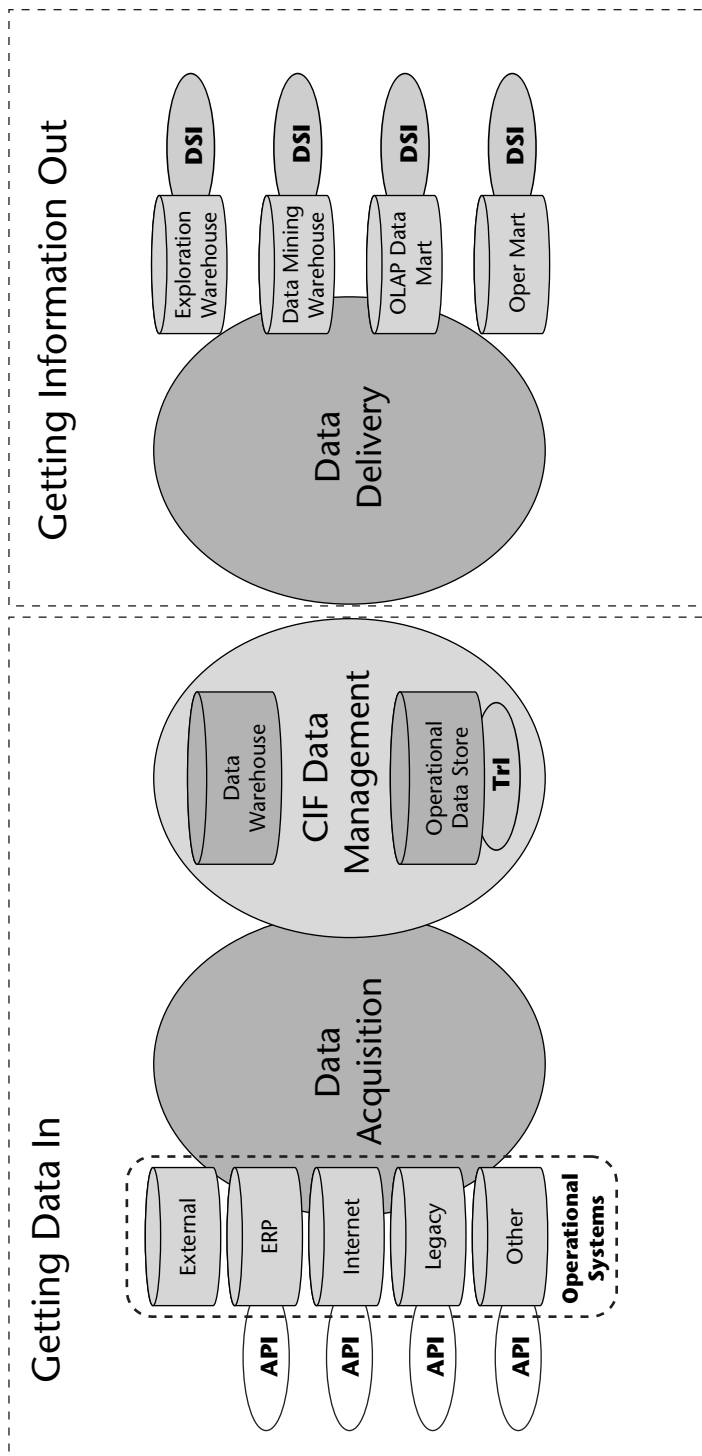 Getting Data In
External
ERP
Internet
Legacy
Other
API
API
API
API
Operational
Systems
Data
Acquisition
Data
Warehouse
CIF Data
Management
Operational
Data Store
TrI
Getting Information Out
Data
Delivery
Exploration
Warehouse
DSI
Data Mining
Warehouse
DSI
OLAP Data
Mart
DSI
Oper Mart
DSI